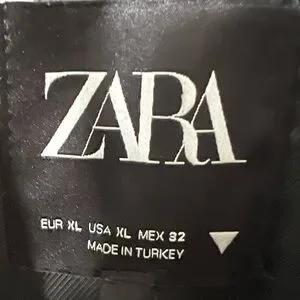 ZARA
EUR XL USA XL MEX 32
MADE IN TURKEY